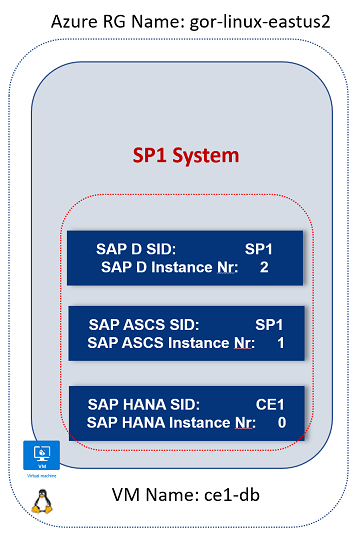 Azure RG Name: gor-linux-eastus2
SP1 System
SAP D SID: SP1
SAP D Instance Nr: 2
SAP ASCS SID: SP1
SAP ASCS Instance Nr: 1
SAP HANA SID: CE1
SAP HANA Instance Nr: 0
VM
Virtual machine
VM Name: ce1-db